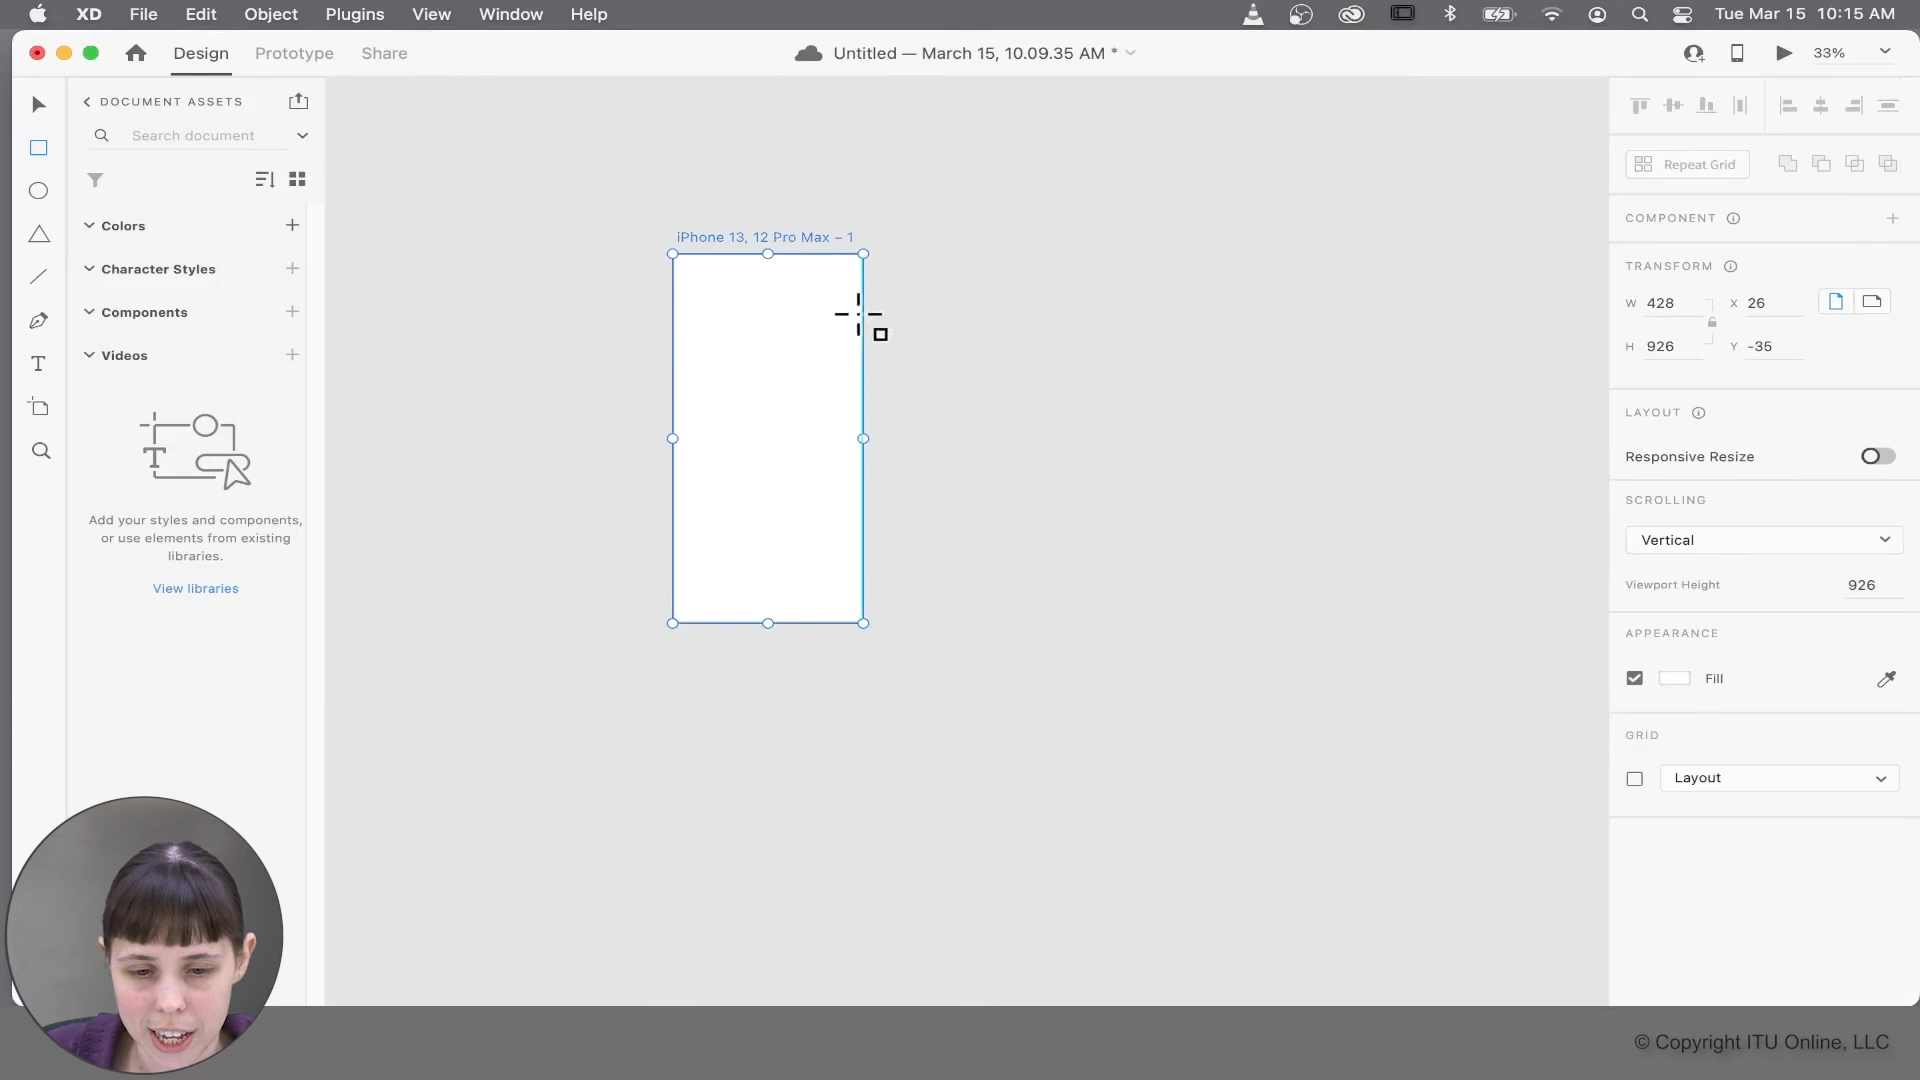 XD File Edit Object Plugins View Window Help Tue Mar 15 10:15 AM
Design Prototype Share Untitled — March 15, 10.09.35 AM * 33%
DOCUMENT ASSETS
Search document
Colors
Character Styles
Components
Videos
Add your styles and components,
or use elements from existing
libraries.
View libraries
iPhone 13, 12 Pro Max – 1
Repeat Grid
COMPONENT
TRANSFORM
W 428 X 26
H 926 Y -35
LAYOUT
Responsive Resize
SCROLLING
Vertical
Viewport Height 926
APPEARANCE
Fill
GRID
Layout
© Copyright ITU Online, LLC